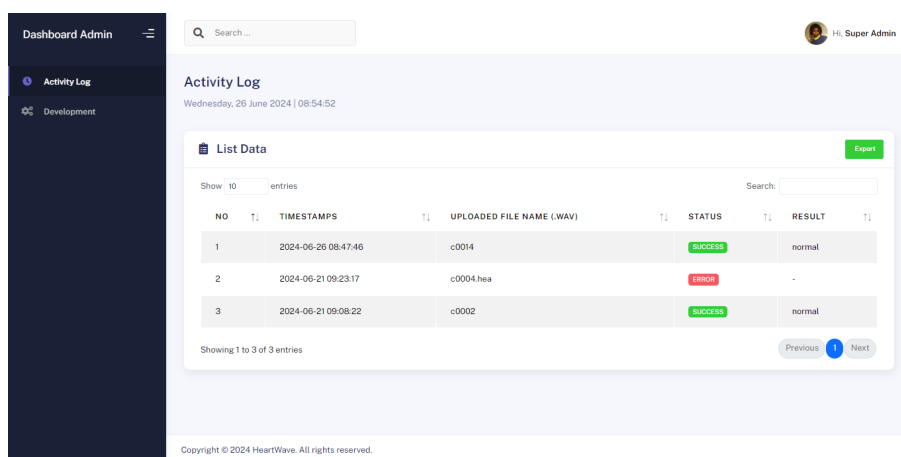 Dashboard Admin
Search ...
Hi, Super Admin
Activity Log
Development
Activity Log
Wednesday, 26 June 2024 | 08:54:52
List Data
Export
Show 10 entries
Search:
NO TIMESTAMPS UPLOADED FILE NAME (.WAV) STATUS RESULT
1 2024-06-26 08:47:46 c0014 SUCCESS normal
2 2024-06-21 09:23:17 c0004.hea ERROR -
3 2024-06-21 09:08:22 c0002 SUCCESS normal
Showing 1 to 3 of 3 entries
Previous 1 Next
Copyright © 2024 HeartWave. All rights reserved.